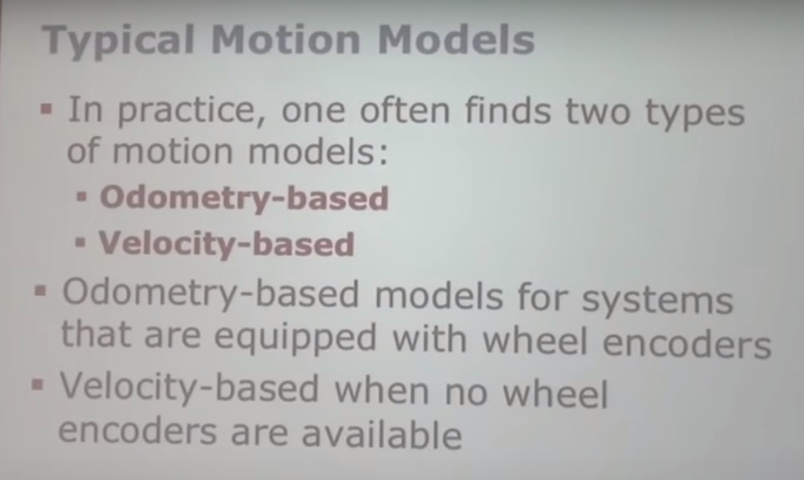 Typical Motion Models
▪ In practice, one often finds two types
of motion models:
▪ Odometry-based
▪ Velocity-based
▪ Odometry-based models for systems
that are equipped with wheel encoders
▪ Velocity-based when no wheel
encoders are available